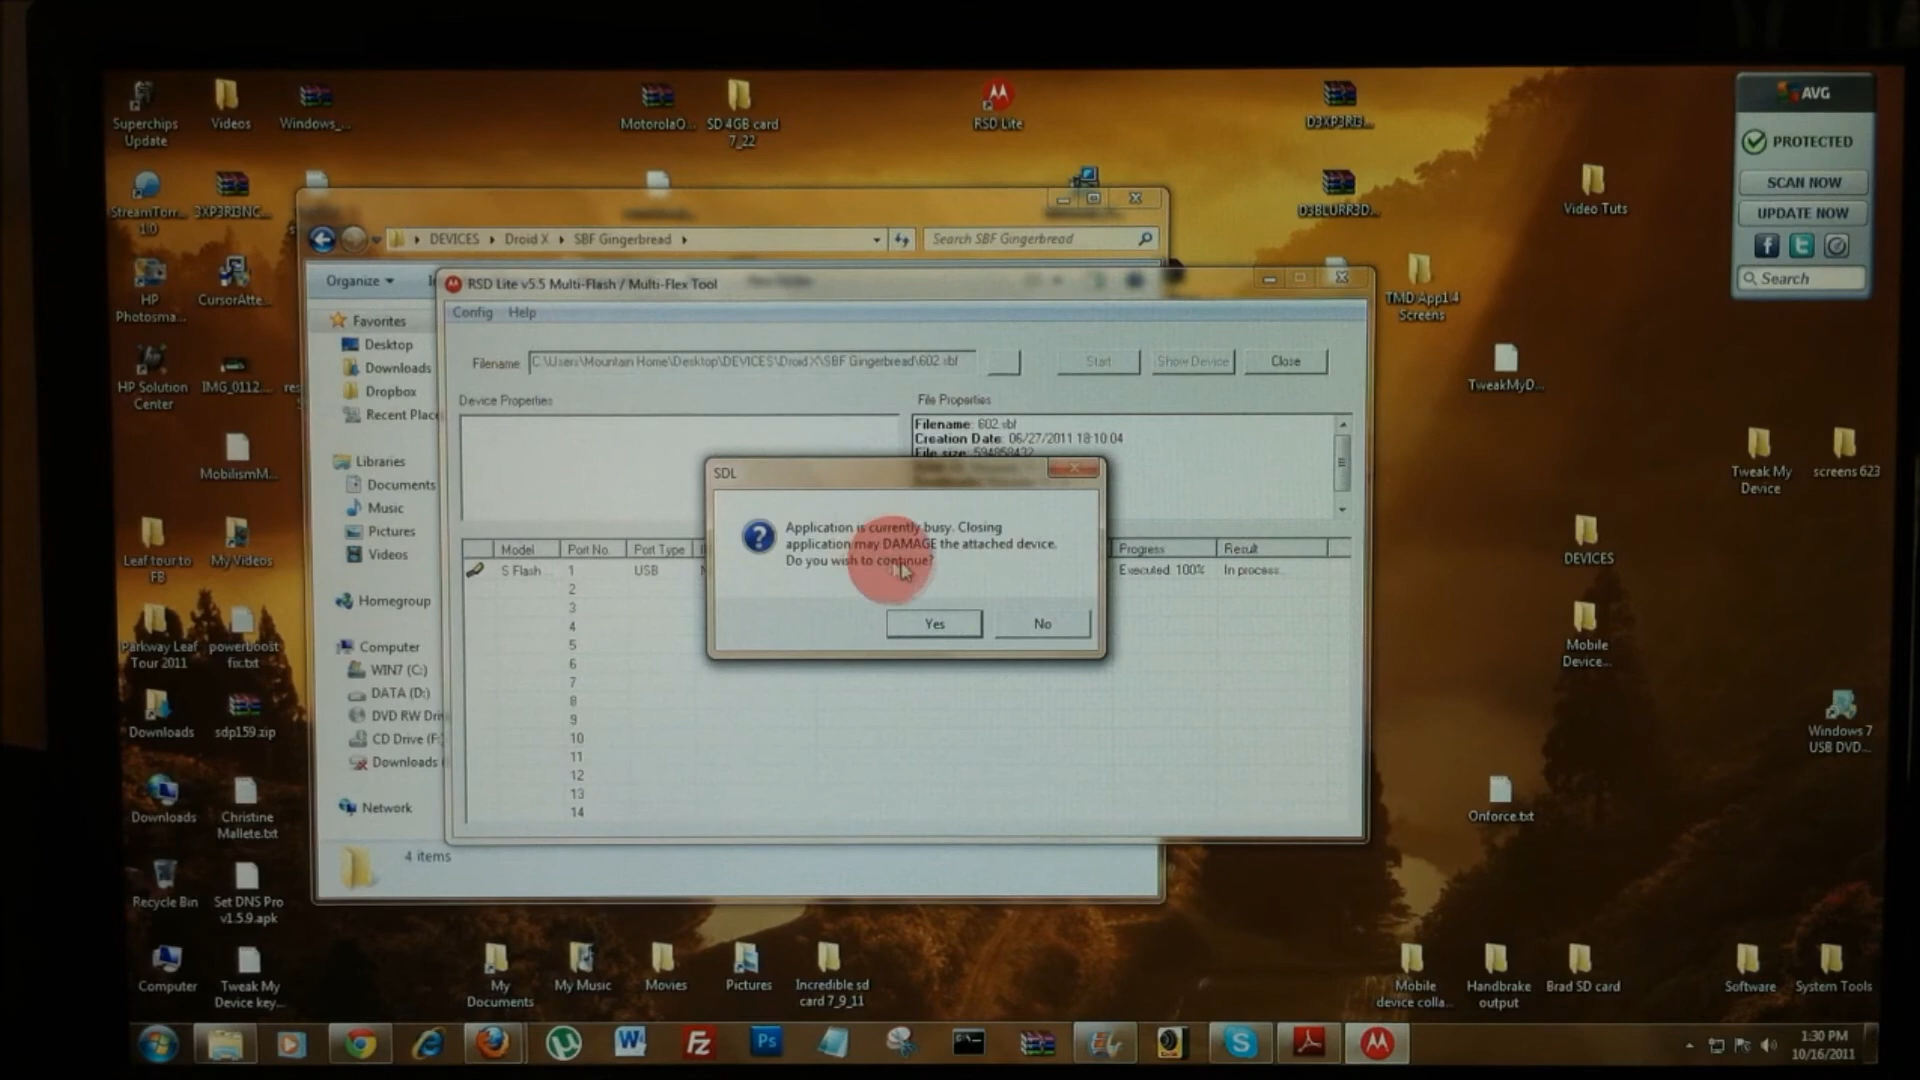 Superchips
Update
Videos
Windows_...
MotorolaO...
SD 4GB card
7_22
RSD Lite
D3XP3RI3...
AVG
PROTECTED
SCAN NOW
UPDATE NOW
Search
StreamTorr...
1.0
3XP3RI3NC...
D3BLURR3D...
Video Tuts
DEVICES
Droid X
SBF Gingerbread
Search SBF Gingerbread
Organize
HP
Photosma...
CursorAtte...
TMD App1.4
Screens
RSD Lite v5.5 Multi-Flash / Multi-Flex Tool
Config Help
Filename
C:\Users\Mountain Home\Desktop\DEVICES\Droid X\SBF Gingerbread\602.sbf
Start
Show Device
Close
Device Properties
File Properties
Filename: 602.sbf
Creation Date: 06/27/2011 18:10:04
File size: 594858432
Favorites
Desktop
Downloads
Dropbox
Recent Place
Libraries
Documents
Music
Pictures
Videos
Homegroup
Computer
WIN7 (C:)
DATA (D:)
DVD RW Dri
CD Drive (F:
Downloads
Network
4 items
HP Solution
Center
IMG_0112....
res
TweakMyD...
MobilismM...
Tweak My
Device
screens 623
SDL
Application is currently busy. Closing
application may DAMAGE the attached device.
Do you wish to continue?
Yes
No
Model Port No. Port Type
Progress Result
S Flash... 1 USB
Executed: 100% In process...
2
3
4
5
6
7
8
9
10
11
12
13
14
Leaf tour to
FB
My Videos
DEVICES
Parkway Leaf
Tour 2011
powerboost
fix.txt
Mobile
Device...
Downloads
sdp159.zip
Windows 7
USB DVD...
Downloads
Christine
Mallete.txt
Onforce.txt
Recycle Bin
Set DNS Pro
v1.5.9.apk
Computer
Tweak My
Device key...
My
Documents
My Music
Movies
Pictures
Incredible sd
card 7_9_11
Mobile
device colla...
Handbrake
output
Brad SD card
Software
System Tools
1:30 PM
10/16/2011